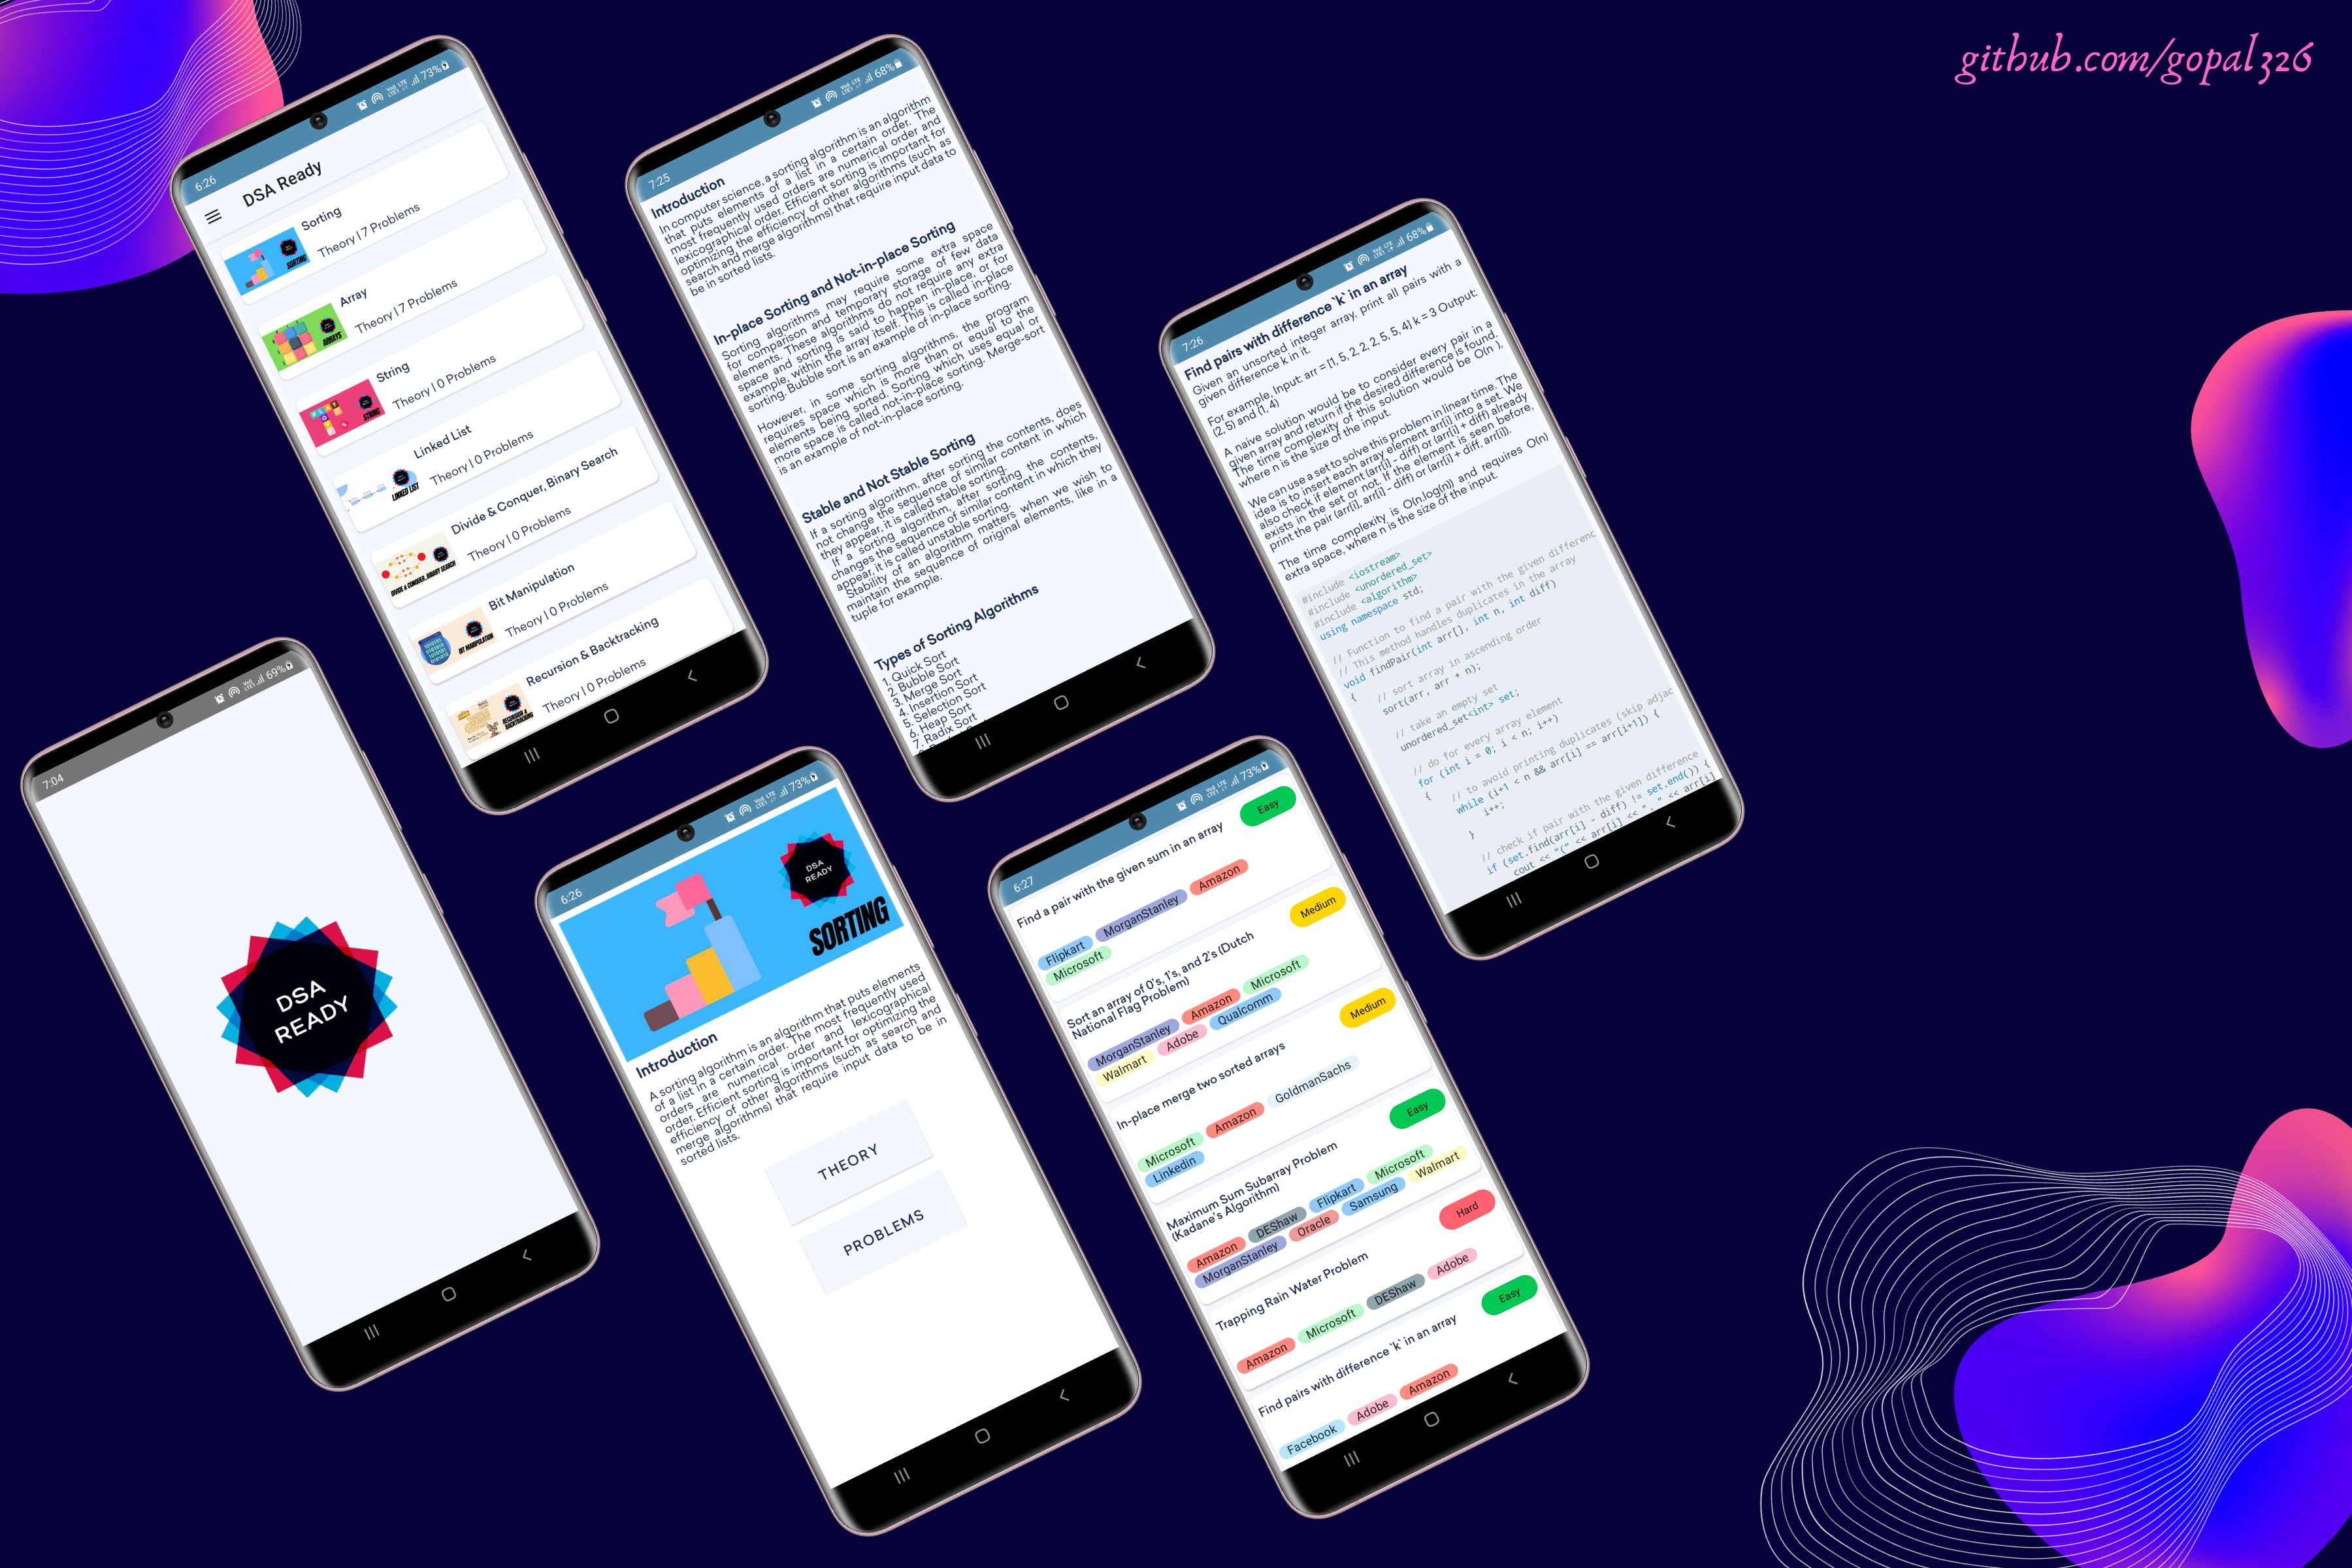 github.com/gopal326
6:26
73%
DSA Ready
Sorting
Theory | 7 Problems
SORTING
Array
Theory | 7 Problems
ARRAYS
String
Theory | 0 Problems
STRING
Linked List
Theory | 0 Problems
LINKED LIST
Divide & Conquer, Binary Search
Theory | 0 Problems
DIVIDE & CONQUER, BINARY SEARCH
Bit Manipulation
Theory | 0 Problems
BIT MANIPULATION
Recursion & Backtracking
Theory | 0 Problems
RECURSION &
BACKTRACKING
7:25
68%
Introduction
In computer science, a sorting algorithm is an algorithm
that puts elements of a list in a certain order. The
most frequently used orders are numerical order and
lexicographical order. Efficient sorting is important for
optimizing the efficiency of other algorithms (such as
search and merge algorithms) that require input data to
be in sorted lists.
In-place Sorting and Not-in-place Sorting
Sorting algorithms may require some extra space
for comparison and temporary storage of few data
elements. These algorithms do not require any extra
space and sorting is said to happen in-place, or for
example, within the array itself. This is called in-place
sorting. Bubble sort is an example of in-place sorting.
However, in some sorting algorithms, the program
requires space which is more than or equal to the
elements being sorted. Sorting which uses equal or
more space is called not-in-place sorting. Merge-sort
is an example of not-in-place sorting.
Stable and Not Stable Sorting
If a sorting algorithm, after sorting the contents, does
not change the sequence of similar content in which
they appear, it is called stable sorting.
If a sorting algorithm, after sorting the contents,
changes the sequence of similar content in which they
appear, it is called unstable sorting.
Stability of an algorithm matters when we wish to
maintain the sequence of original elements, like in a
tuple for example.
Types of Sorting Algorithms
1. Quick Sort
2. Bubble Sort
3. Merge Sort
4. Insertion Sort
5. Selection Sort
6. Heap Sort
7. Radix Sort
7:26
68%
Find pairs with difference `k` in an array
Given an unsorted integer array, print all pairs with a
given difference k in it.
For example, Input: arr = [1, 5, 2, 2, 2, 5, 5, 4] k = 3 Output:
(2, 5) and (1, 4)
A naive solution would be to consider every pair in a
given array and return if the desired difference is found.
The time complexity of this solution would be O(n ),
where n is the size of the input.
We can use a set to solve this problem in linear time. The
idea is to insert each array element arr[i] into a set. We
also check if element (arr[i] - diff) or (arr[i] + diff) already
exists in the set or not. If the element is seen before,
print the pair (arr[i], arr[i] - diff) or (arr[i] + diff, arr[i]).
The time complexity is O(n.log(n)) and requires O(n)
extra space, where n is the size of the input.
#include <iostream>
#include <unordered_set>
#include <algorithm>
using namespace std;
// Function to find a pair with the given differenc
// This method handles duplicates in the array
void findPair(int arr[], int n, int diff)
{
// sort array in ascending order
sort(arr, arr + n);
// take an empty set
unordered_set<int> set;
// do for every array element
for (int i = 0; i < n; i++)
{
// to avoid printing duplicates (skip adjac
while (i+1 < n && arr[i] == arr[i+1]) {
i++;
}
// check if pair with the given difference
if (set.find(arr[i] - diff) != set.end()) {
cout << "(" << arr[i] << ", " << arr[i]
7:04
69%
DSA
READY
6:26
73%
DSA
READY
SORTING
Introduction
A sorting algorithm is an algorithm that puts elements
of a list in a certain order. The most frequently used
orders are numerical order and lexicographical
order. Efficient sorting is important for optimizing the
efficiency of other algorithms (such as search and
merge algorithms) that require input data to be in
sorted lists.
THEORY
PROBLEMS
6:27
73%
Easy
Find a pair with the given sum in an array
Flipkart MorganStanley Amazon
Microsoft
Medium
Sort an array of 0's, 1's, and 2's (Dutch
National Flag Problem)
MorganStanley Amazon Microsoft
Walmart Adobe Qualcomm
Medium
In-place merge two sorted arrays
Microsoft Amazon GoldmanSachs
Linkedin
Easy
Maximum Sum Subarray Problem
(Kadane's Algorithm)
Amazon DEShaw Flipkart Microsoft
MorganStanley Oracle Samsung Walmart
Hard
Trapping Rain Water Problem
Amazon Microsoft DEShaw Adobe
Easy
Find pairs with difference `k` in an array
Facebook Adobe Amazon